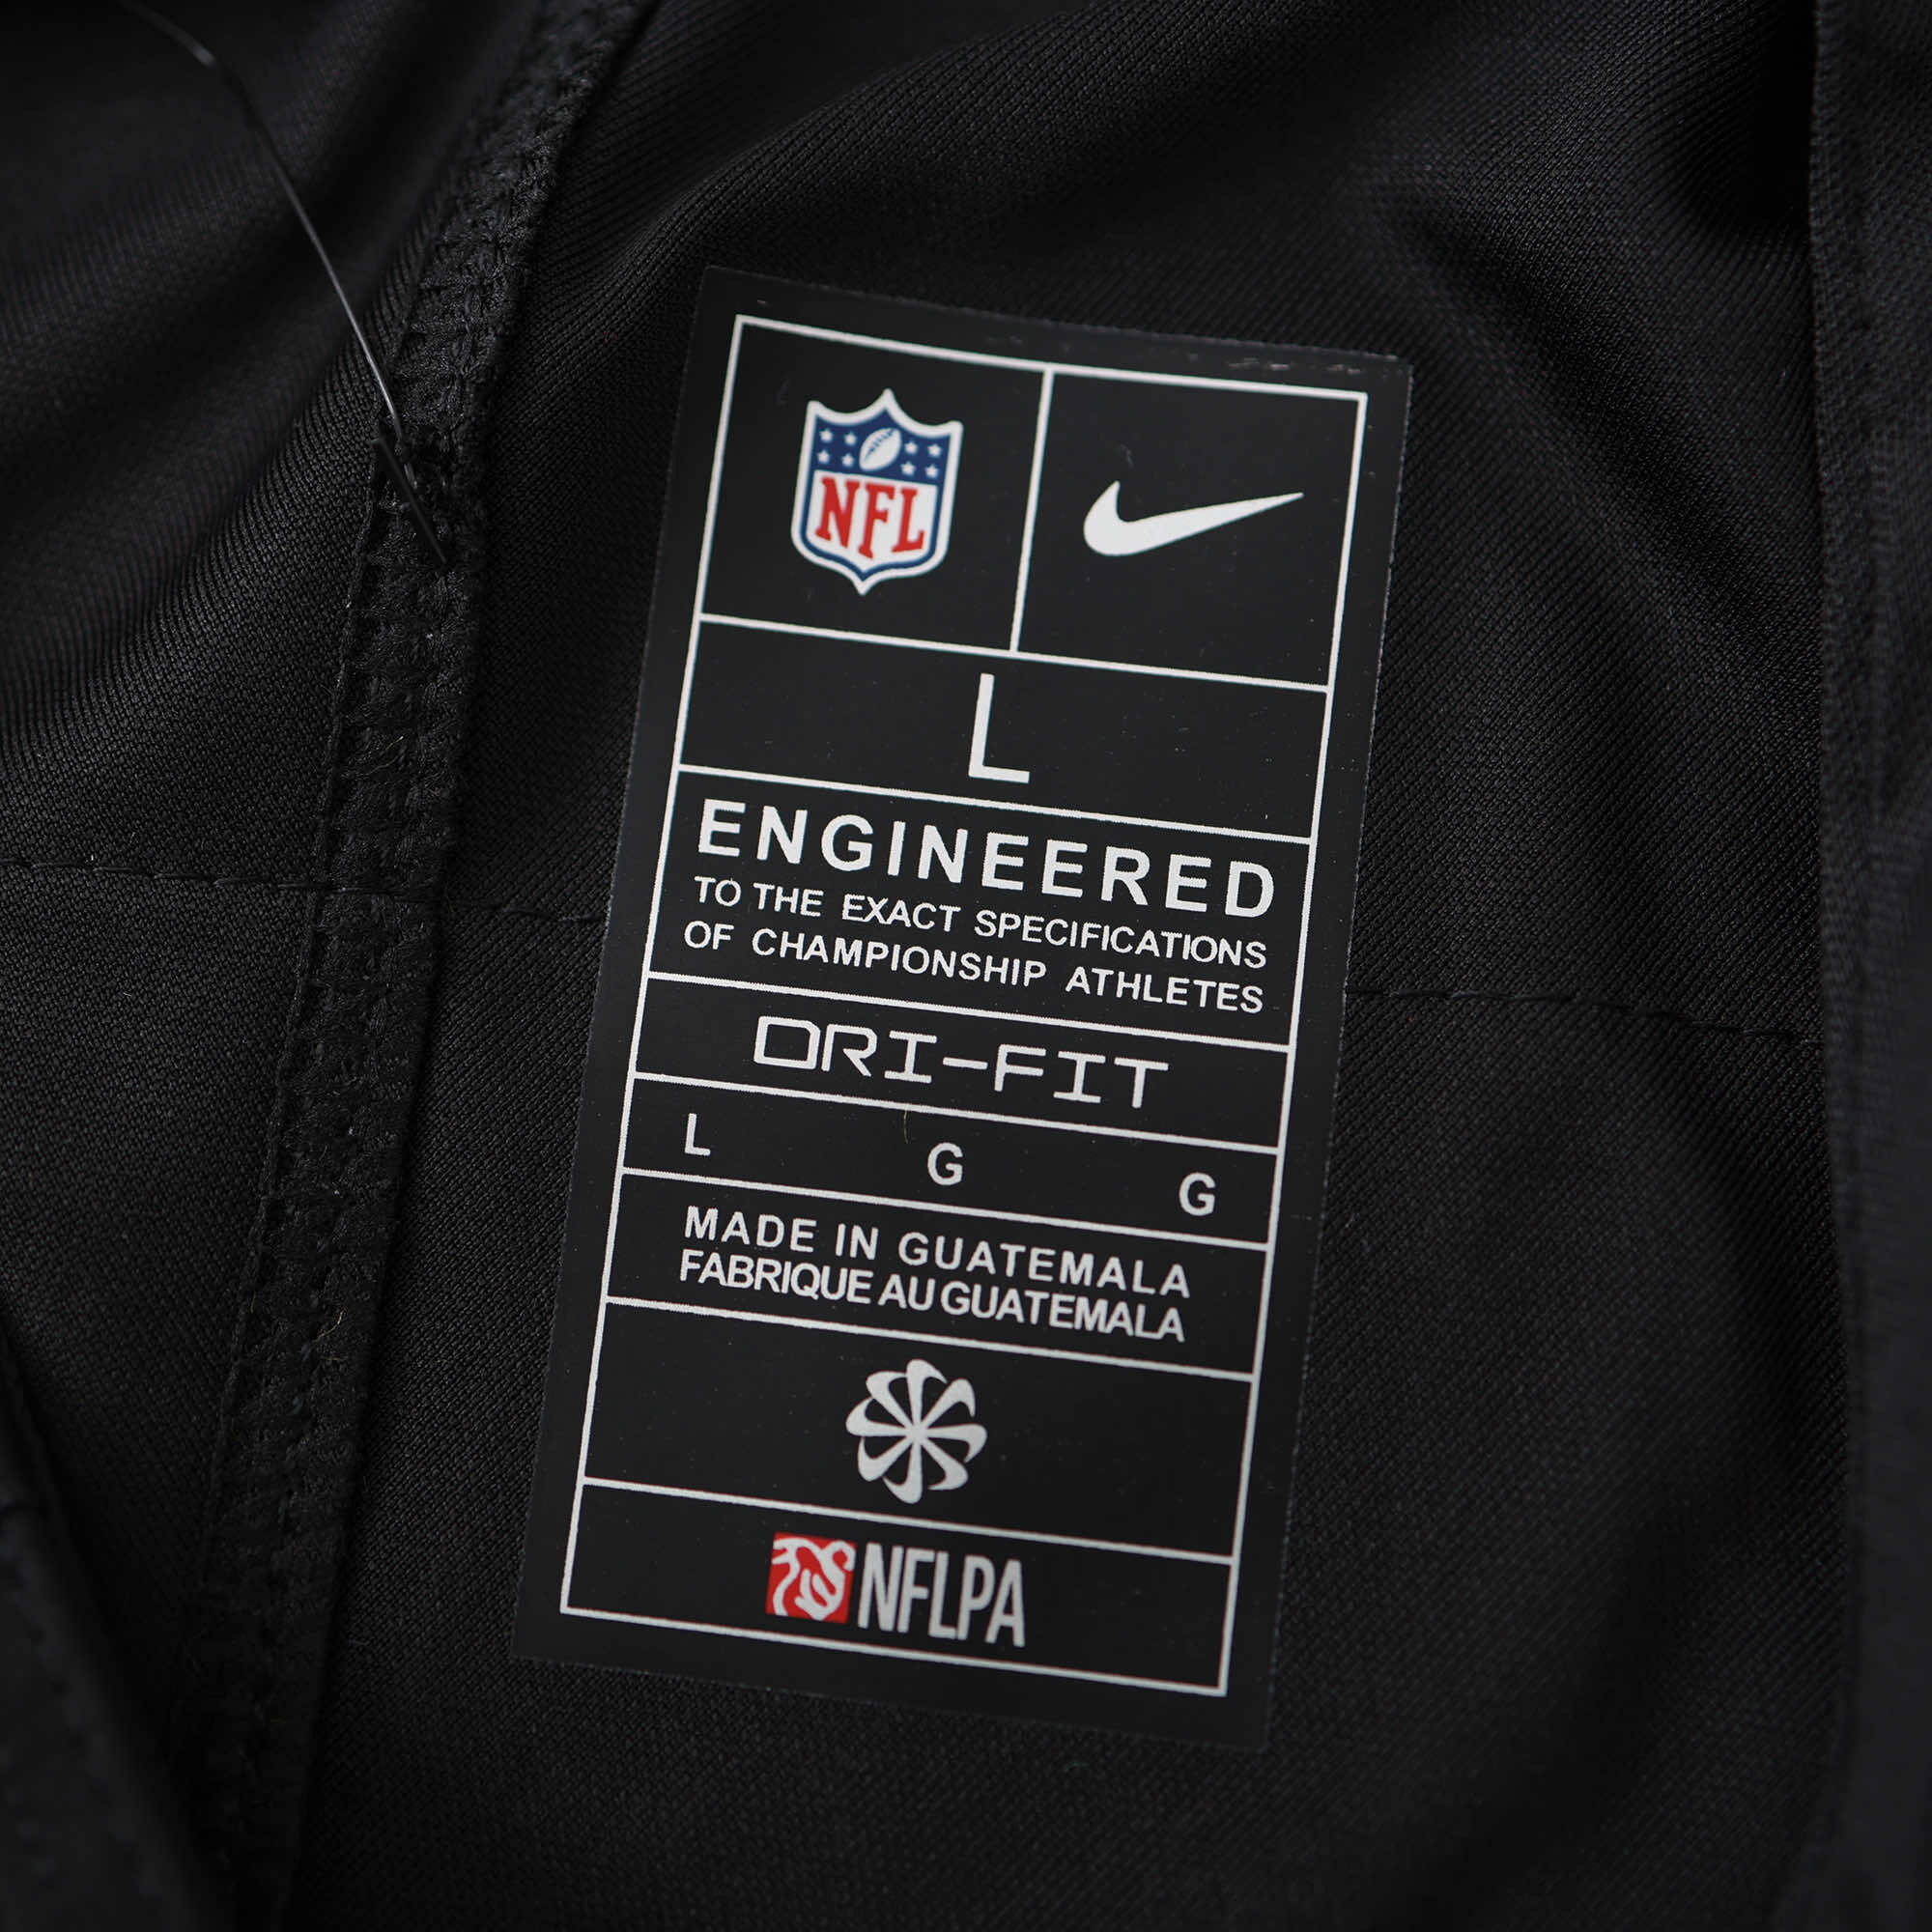 NFL
L
ENGINEERED
TO THE EXACT SPECIFICATIONS
OF CHAMPIONSHIP ATHLETES
DRI-FIT
L G G
MADE IN GUATEMALA
FABRIQUE AU GUATEMALA
NFLPA